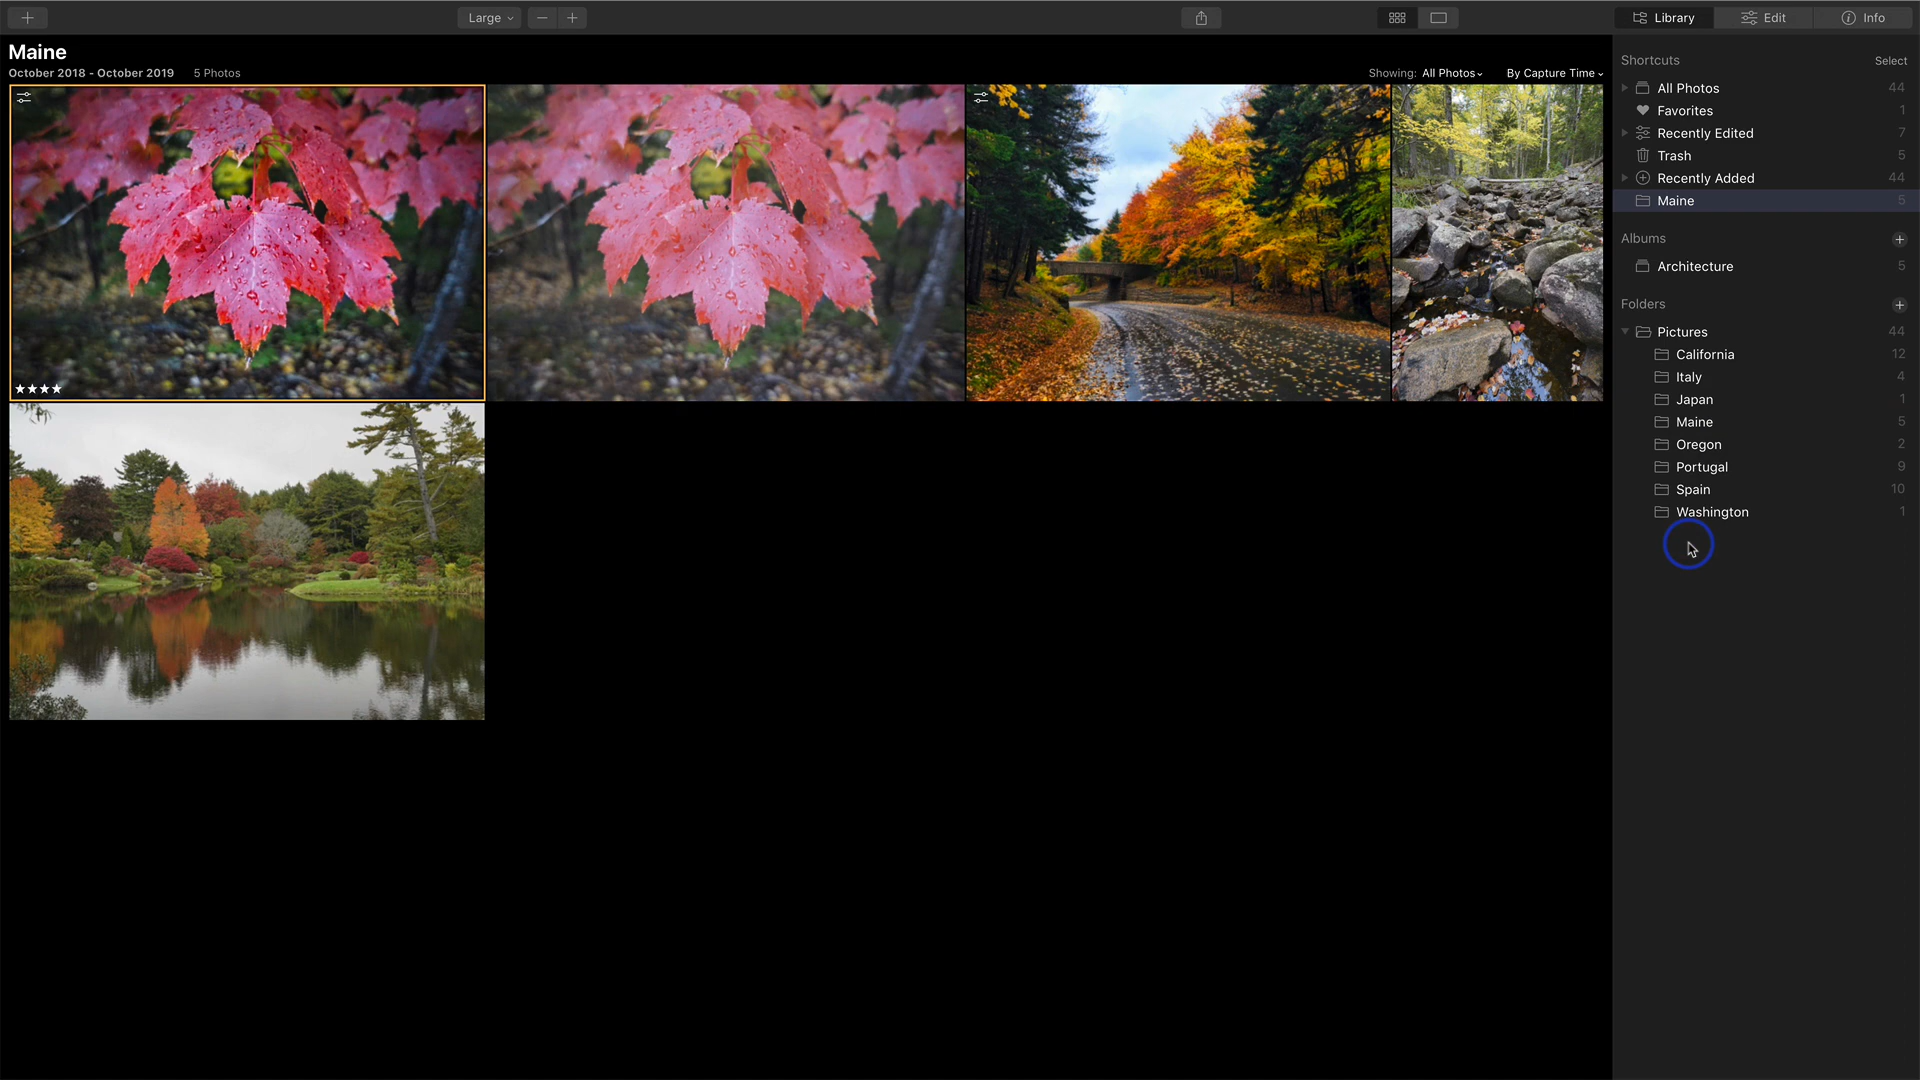 Large
Library
Edit
Info
Maine
October 2018 - October 2019 5 Photos
Showing: All Photos
By Capture Time
Shortcuts
Select
All Photos 44
Favorites 1
Recently Edited 7
Trash 5
Recently Added 44
Maine 5
Albums
Architecture 5
Folders
Pictures 44
California 12
Italy 4
Japan 1
Maine 5
Oregon 2
Portugal 9
Spain 10
Washington 1